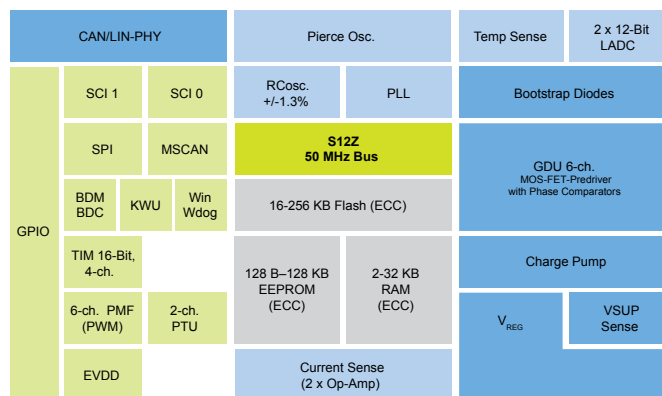 CAN/LIN-PHY
Pierce Osc.
Temp Sense
2 x 12-Bit
LADC
GPIO
SCI 1
SCI 0
RCosc.
+/-1.3%
PLL
Bootstrap Diodes
SPI
MSCAN
S12Z
50 MHz Bus
GDU 6-ch.
MOS-FET-Predriver
with Phase Comparators
BDM
BDC
KWU
Win
Wdog
16-256 KB Flash (ECC)
TIM 16-Bit,
4-ch.
128 B–128 KB
EEPROM
(ECC)
2-32 KB
RAM
(ECC)
Charge Pump
6-ch. PMF
(PWM)
2-ch.
PTU
VREG
VSUP
Sense
EVDD
Current Sense
(2 x Op-Amp)